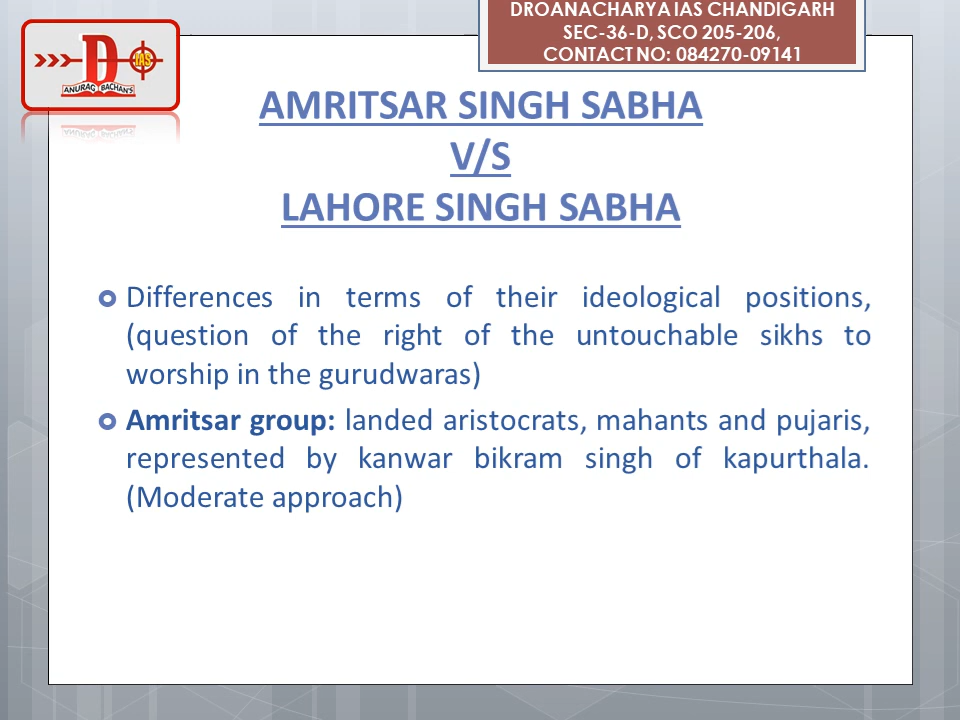 DROANACHARYA IAS CHANDIGARH
SEC-36-D, SCO 205-206,
CONTACT NO: 084270-09141
D
IAS
ANURAG BACHAN'S
AMRITSAR SINGH SABHA
V/S
LAHORE SINGH SABHA
Differences in terms of their ideological positions,
(question of the right of the untouchable sikhs to
worship in the gurudwaras)
Amritsar group: landed aristocrats, mahants and pujaris,
represented by kanwar bikram singh of kapurthala.
(Moderate approach)